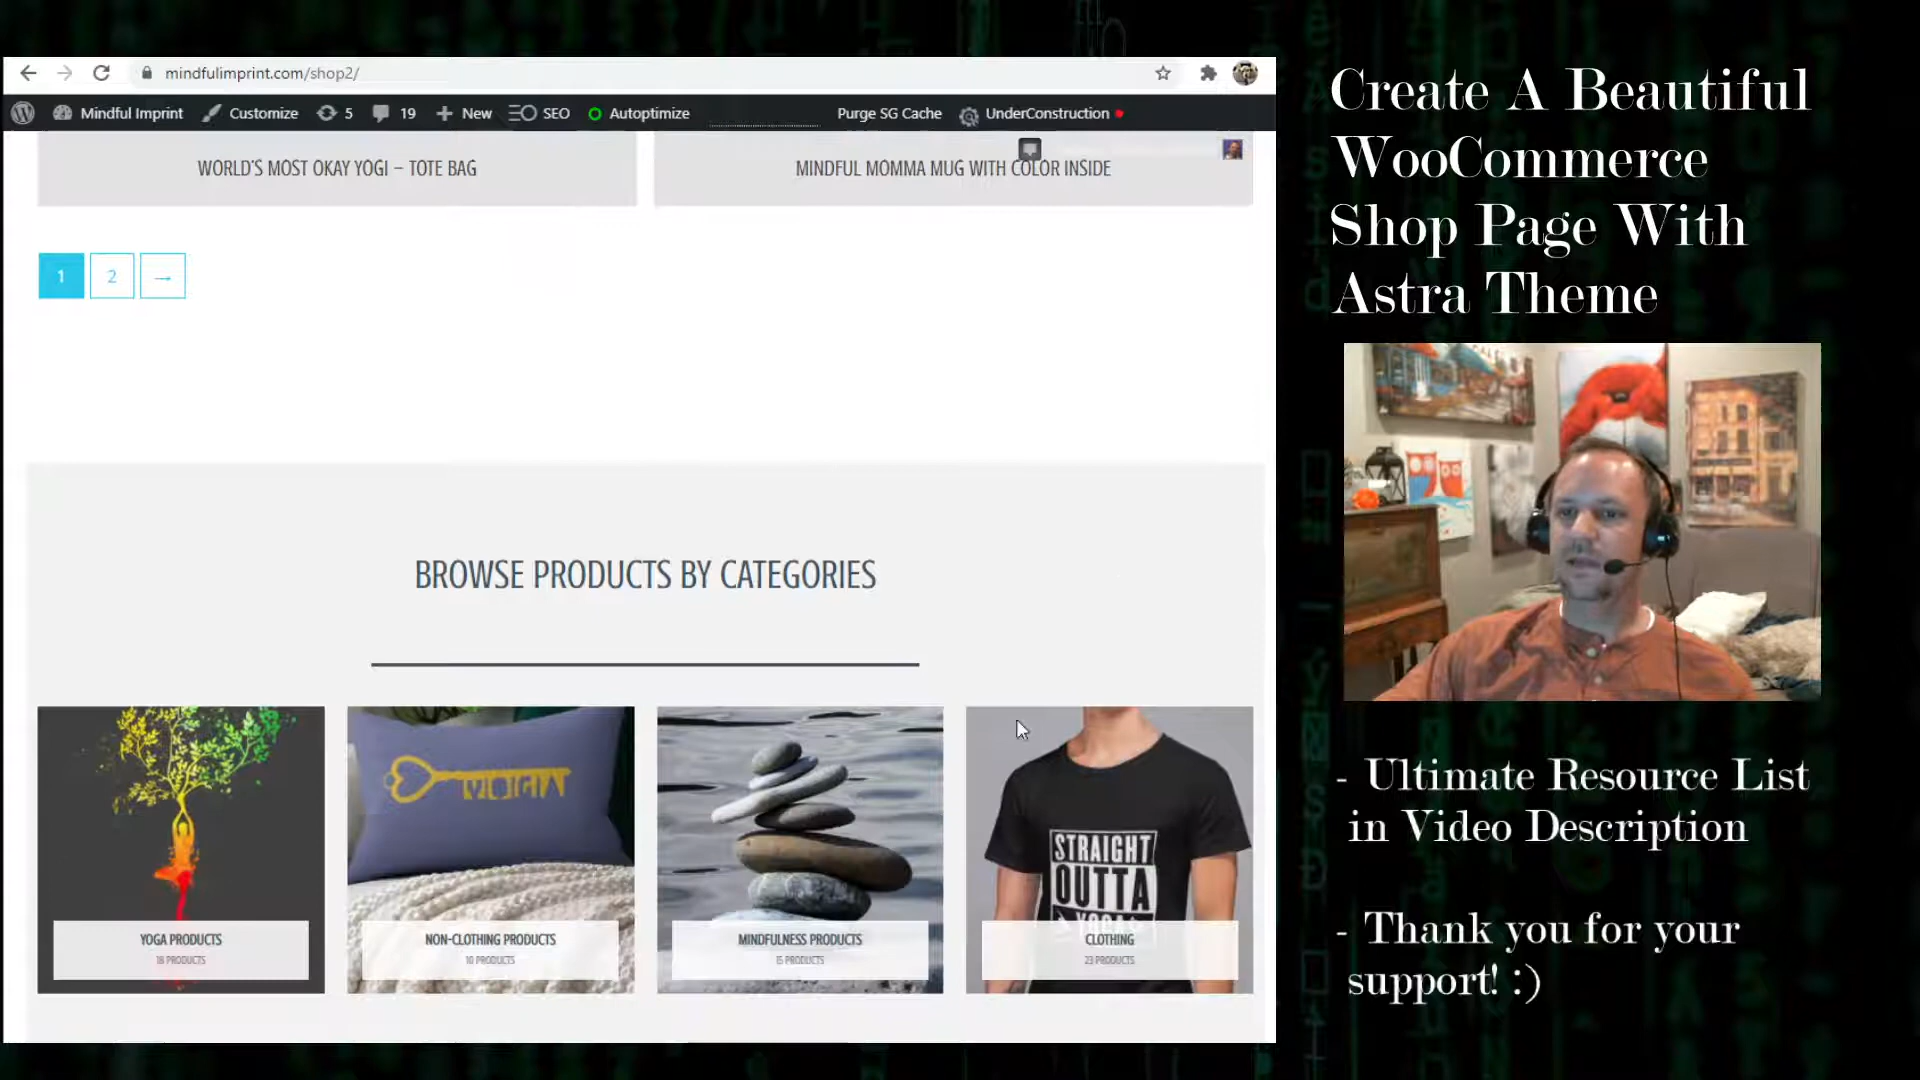 mindfulimprint.com/shop2/
Mindful Imprint Customize 5 19 New SEO Autoptimize Purge SG Cache UnderConstruction
WORLD'S MOST OKAY YOGI – TOTE BAG
MINDFUL MOMMA MUG WITH COLOR INSIDE
1 2 →
BROWSE PRODUCTS BY CATEGORIES
YOGA PRODUCTS
18 PRODUCTS
NON-CLOTHING PRODUCTS
10 PRODUCTS
MINDFULNESS PRODUCTS
15 PRODUCTS
STRAIGHT
OUTTA
YOGA
CLOTHING
23 PRODUCTS
Create A Beautiful
WooCommerce
Shop Page With
Astra Theme
- Ultimate Resource List
in Video Description
- Thank you for your
support! :)